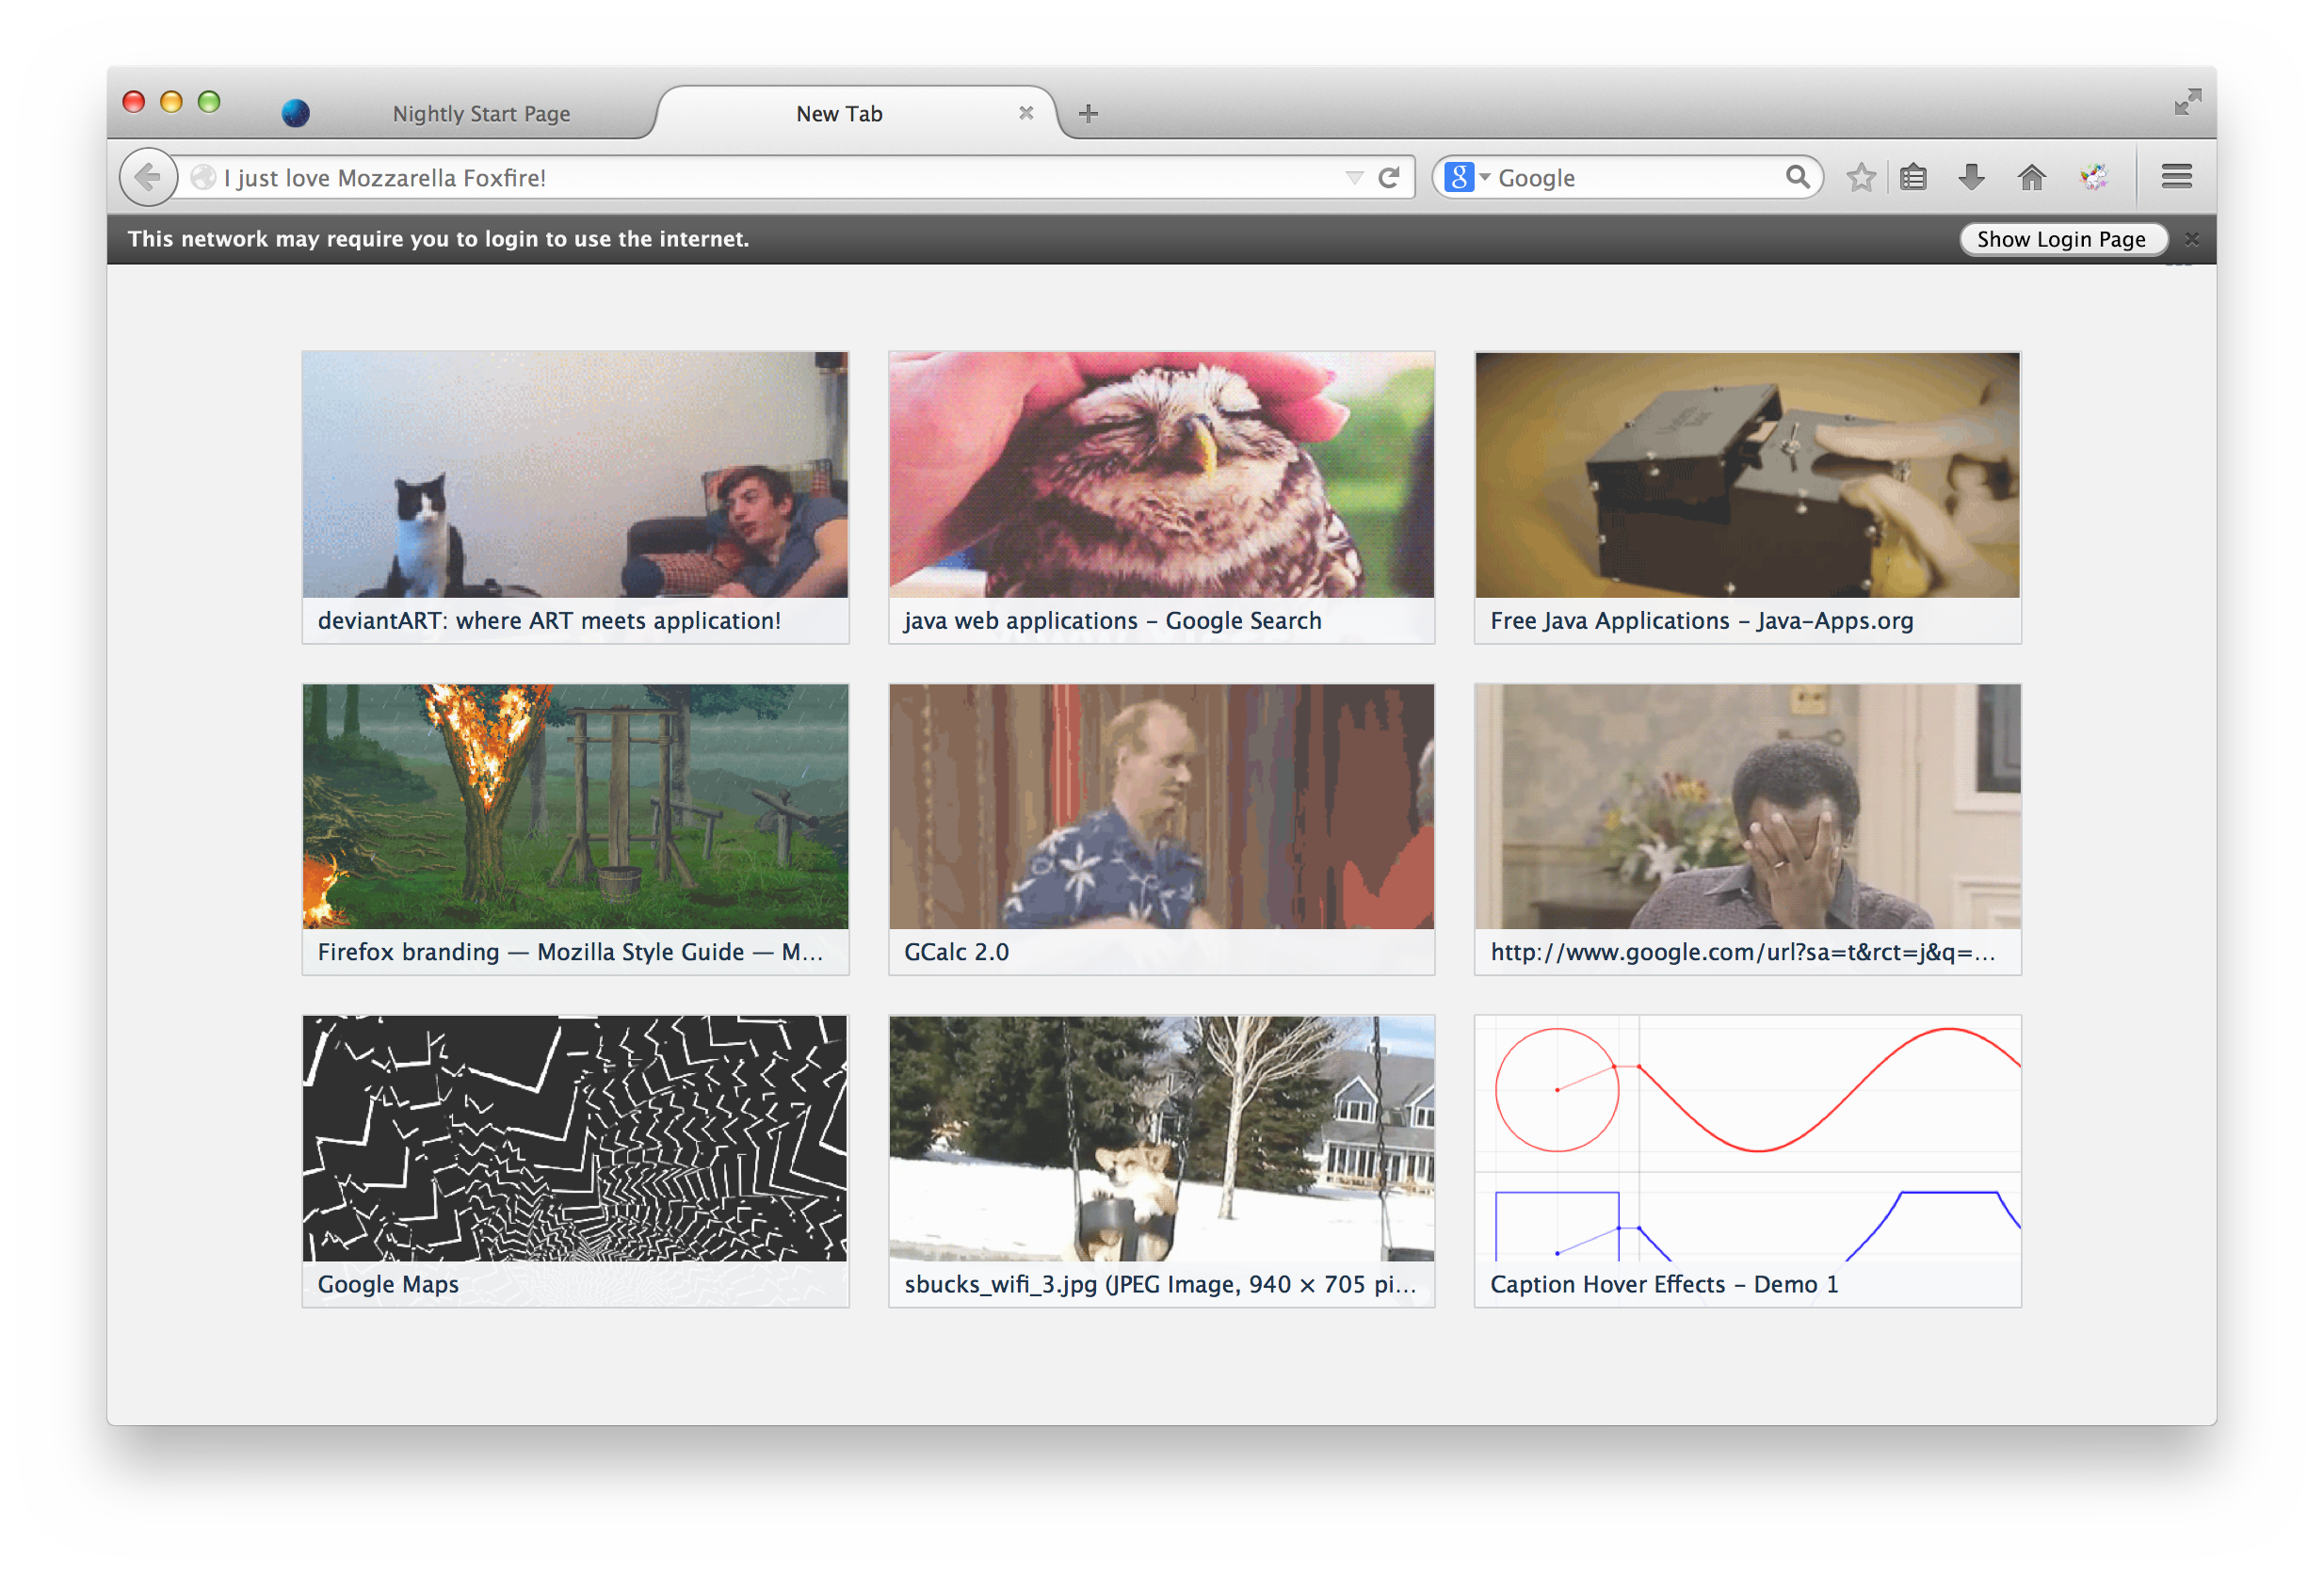 Nightly Start Page
New Tab
I just love Mozzarella Foxfire!
Google
This network may require you to login to use the internet.
Show Login Page
deviantART: where ART meets application!
java web applications – Google Search
Free Java Applications – Java–Apps.org
Firefox branding — Mozilla Style Guide — M...
GCalc 2.0
http://www.google.com/url?sa=t&rct=j&q=...
Google Maps
sbucks_wifi_3.jpg (JPEG Image, 940 × 705 pi...
Caption Hover Effects – Demo 1